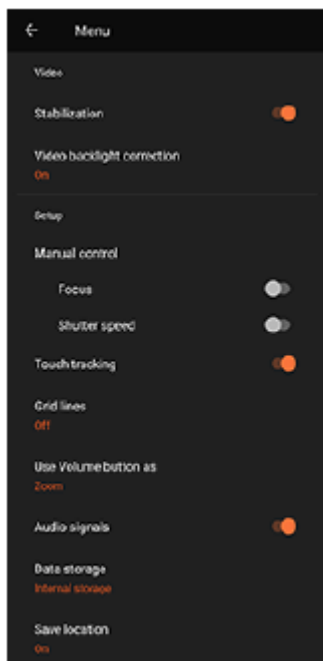 Menu
Video
Stabilization
Video backlight correction
On
Setup
Manual control
Focus
Shutter speed
Touch tracking
Grid lines
Off
Use Volume button as
Zoom
Audio signals
Data storage
Internal storage
Save location
On